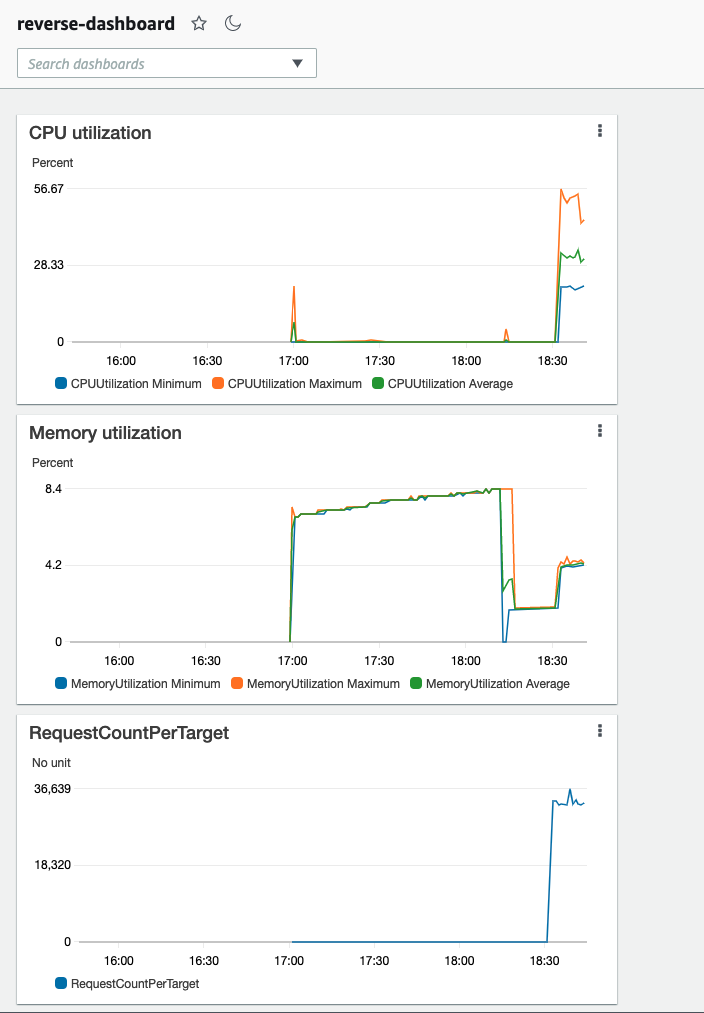 reverse-dashboard
Search dashboards
CPU utilization
Percent
56.67
28.33
0
16:00 16:30 17:00 17:30 18:00 18:30
CPUUtilization Minimum CPUUtilization Maximum CPUUtilization Average
Memory utilization
Percent
8.4
4.2
0
16:00 16:30 17:00 17:30 18:00 18:30
MemoryUtilization Minimum MemoryUtilization Maximum MemoryUtilization Average
RequestCountPerTarget
No unit
36,639
18,320
0
16:00 16:30 17:00 17:30 18:00 18:30
RequestCountPerTarget